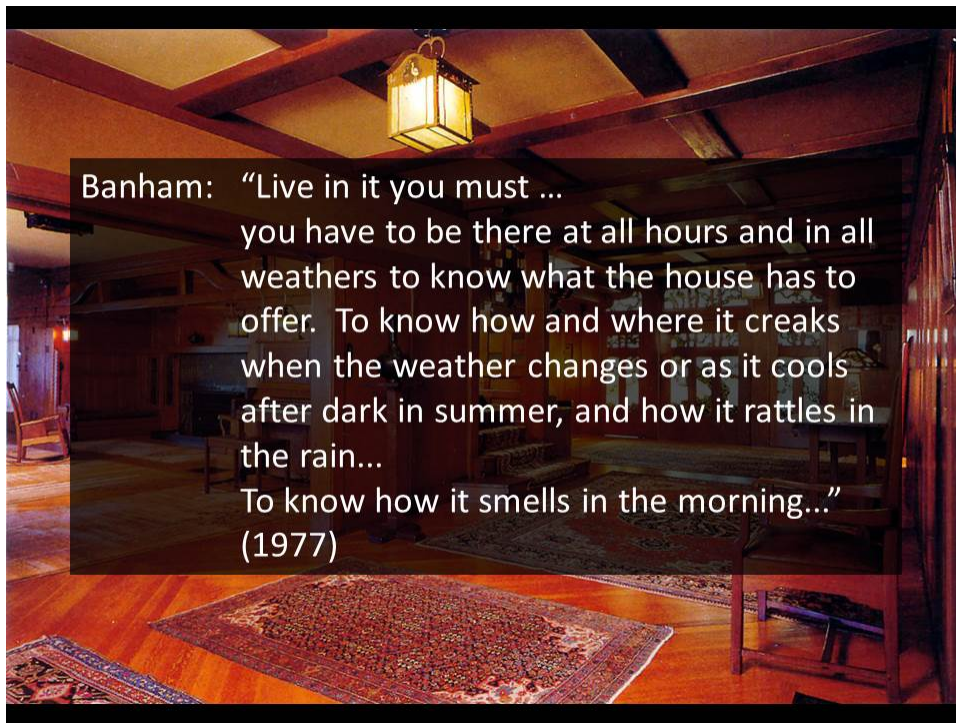 Banham: “Live in it you must ...
you have to be there at all hours and in all
weathers to know what the house has to
offer.  To know how and where it creaks
when the weather changes or as it cools
after dark in summer, and how it rattles in
the rain...
To know how it smells in the morning...”
(1977)